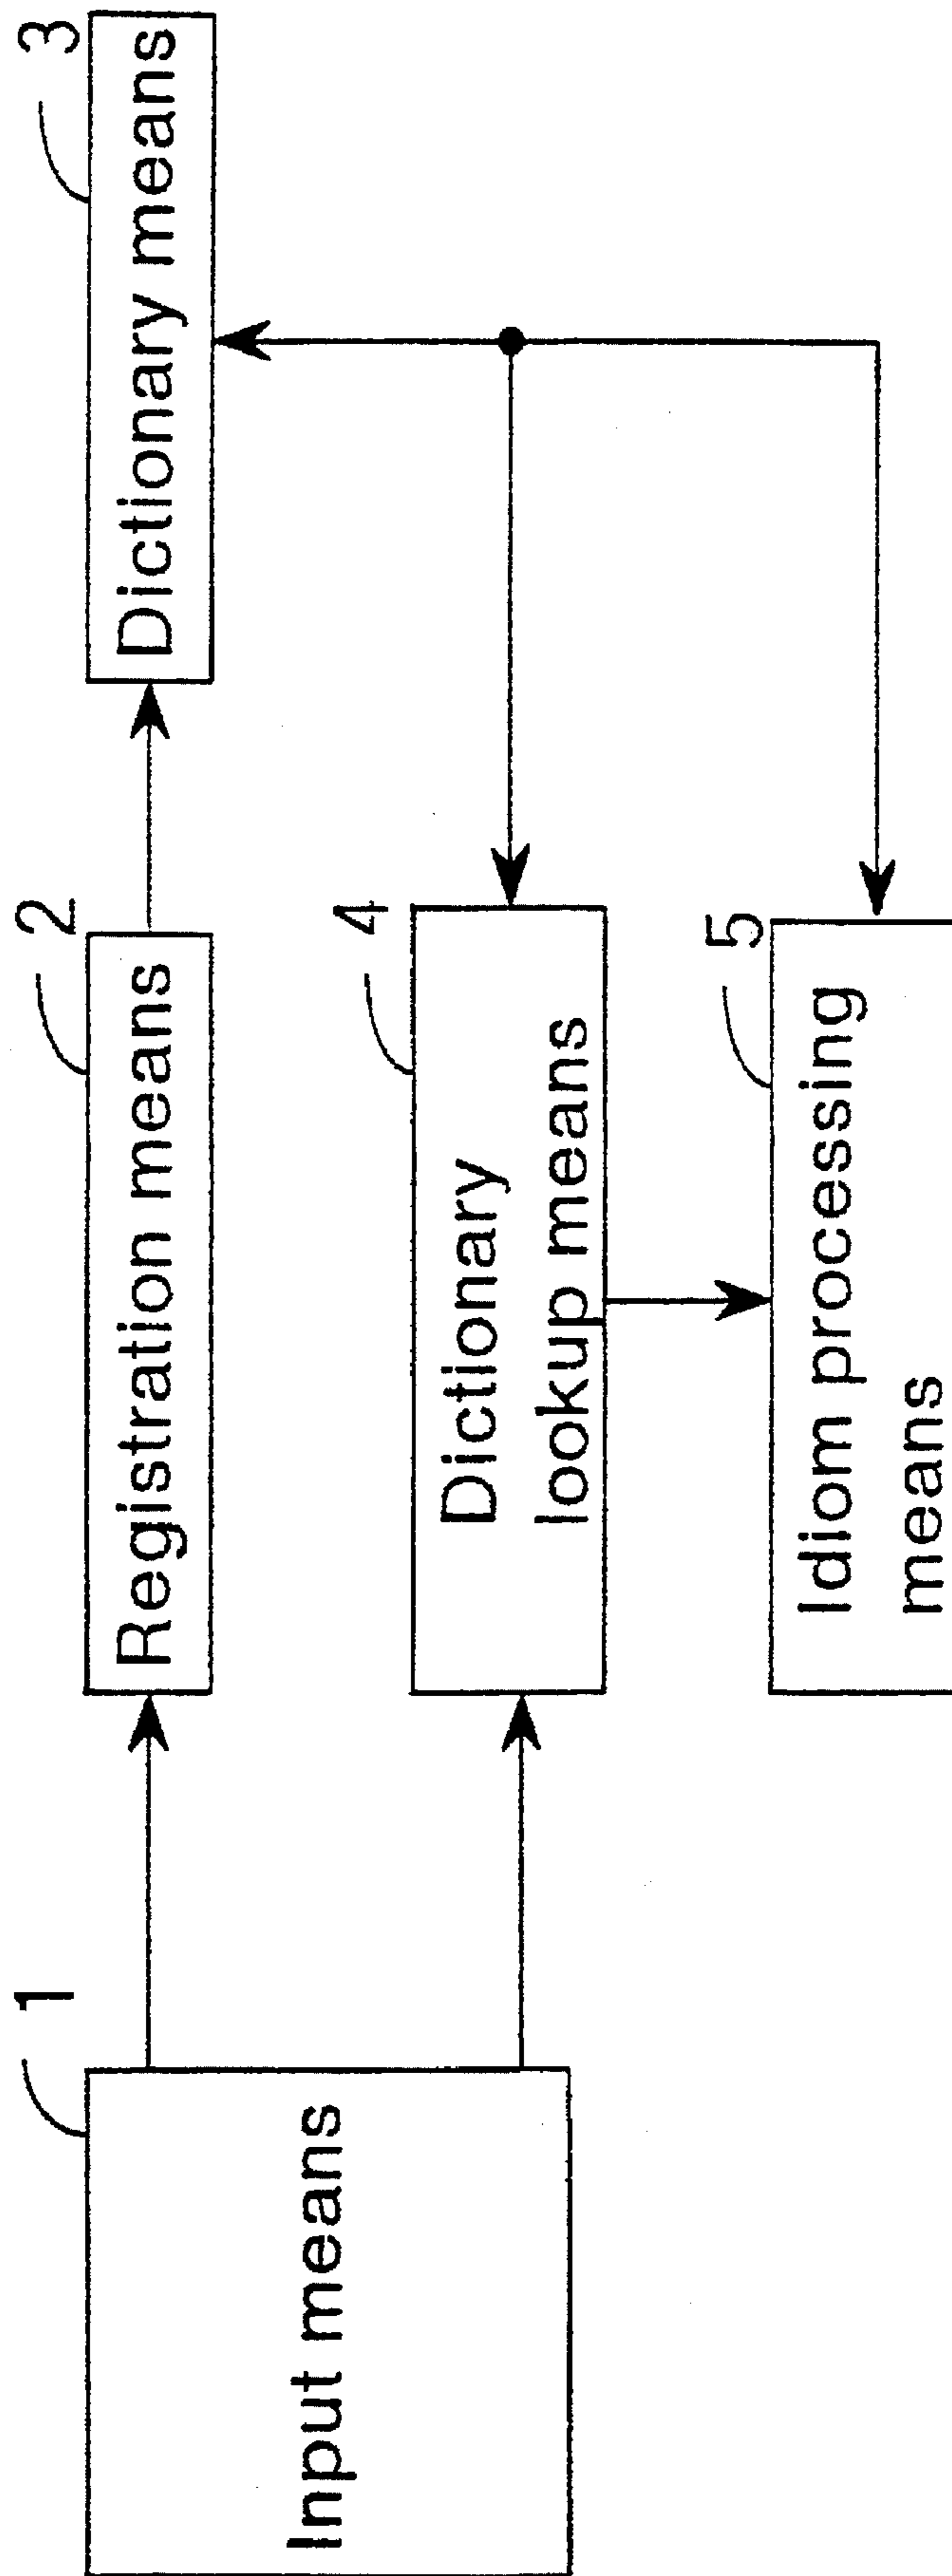 1
Input means
2
Registration means
3
Dictionary means
4
Dictionary
lookup means
5
Idiom processing
means